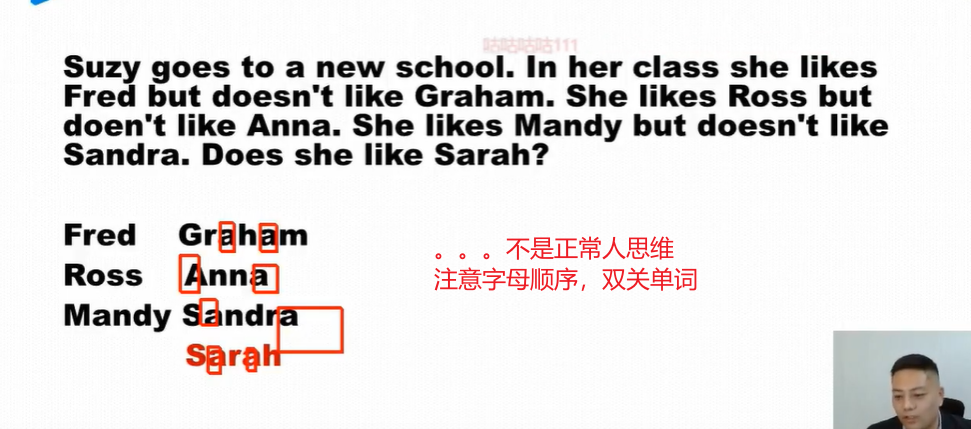 咕咕咕咕111
Suzy goes to a new school. In her class she likes
Fred but doesn't like Graham. She likes Ross but
doen't like Anna. She likes Mandy but doesn't like
Sandra. Does she like Sarah?
Fred Graham
Ross Anna
Mandy Sandra
Sarah
。。。不是正常人思维
注意字母顺序，双关单词